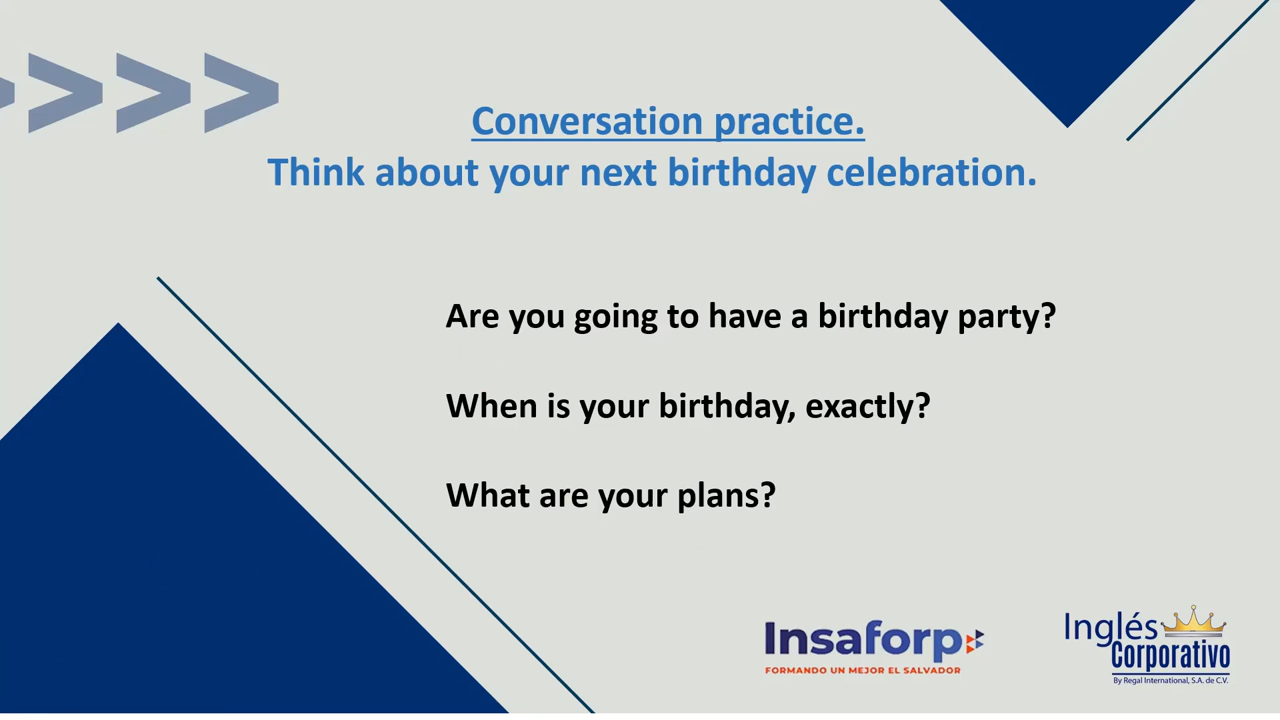 Conversation practice.
Think about your next birthday celebration.
Are you going to have a birthday party?
When is your birthday, exactly?
What are your plans?
Insaforp
FORMANDO UN MEJOR EL SALVADOR
Inglés
Corporativo
By Regal International, S.A. de C.V.